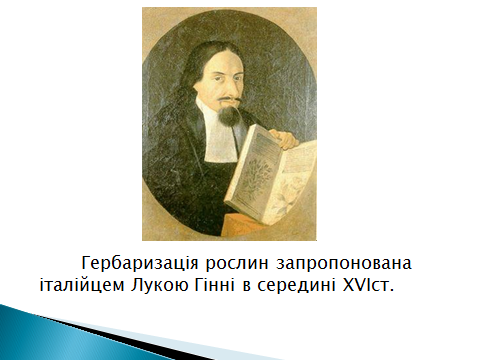 Гербаризація рослин запропонована
італійцем Лукою Гінні в середині XVIст.